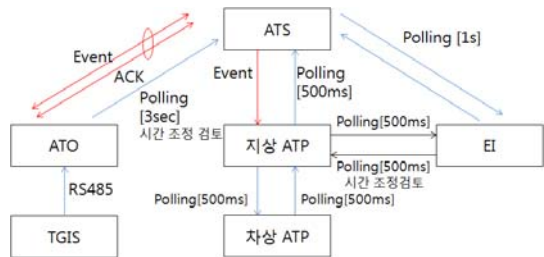 ATS
Event
ACK
Polling [1s]
Event
Polling
[500ms]
Polling
[3sec]
시간 조정 검토
Polling[500ms]
ATO
지상 ATP
EI
Polling[500ms]
시간 조정검토
RS485
Polling[500ms]
Polling[500ms]
TGIS
차상 ATP